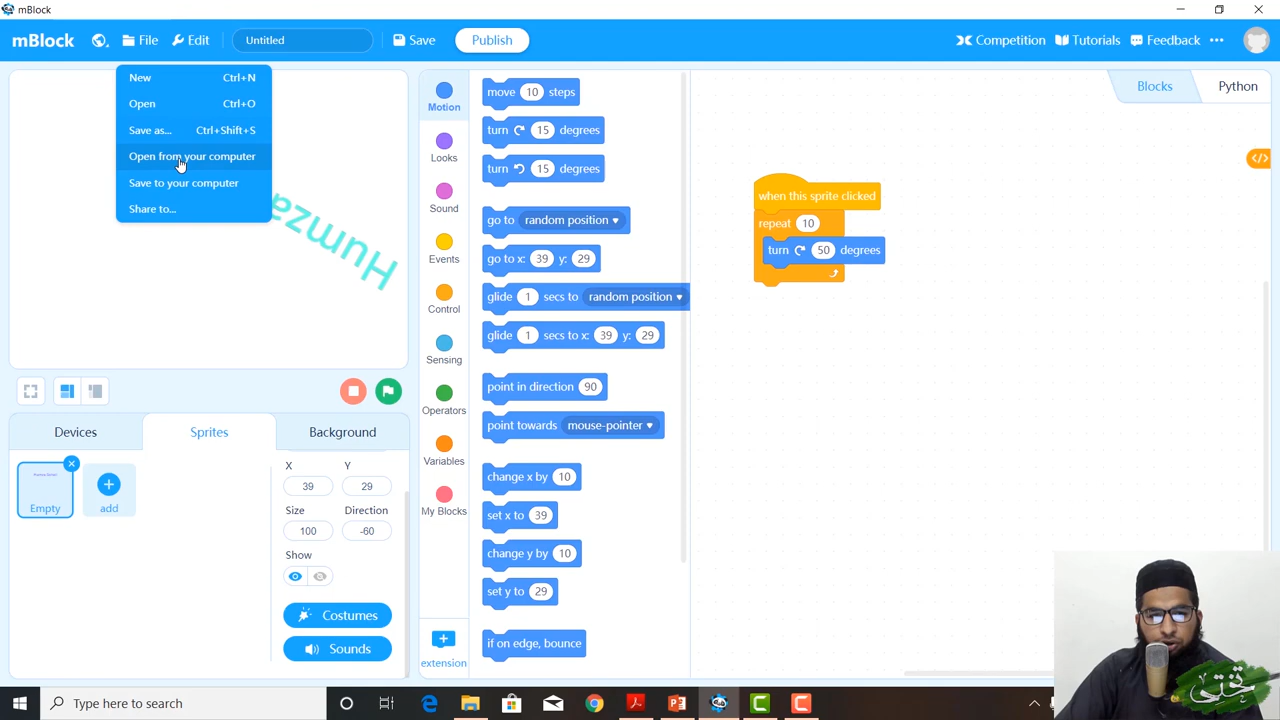 mBlock
mBlock File Edit Untitled Save Publish Competition Tutorials Feedback
New Ctrl+N
Open Ctrl+O
Save as... Ctrl+Shift+S
Open from your computer
Save to your computer
Share to...
Humza
Devices Sprites Background
Empty
add
X Y
39 29
Size Direction
100 -60
Show
Costumes
Sounds
Motion
Looks
Sound
Events
Control
Sensing
Operators
Variables
My Blocks
extension
move 10 steps
turn 15 degrees
turn 15 degrees
go to random position
go to x: 39 y: 29
glide 1 secs to random position
glide 1 secs to x: 39 y: 29
point in direction 90
point towards mouse-pointer
change x by 10
set x to 39
change y by 10
set y to 29
if on edge, bounce
Blocks Python
when this sprite clicked
repeat 10
turn 50 degrees
Type here to search
تختی